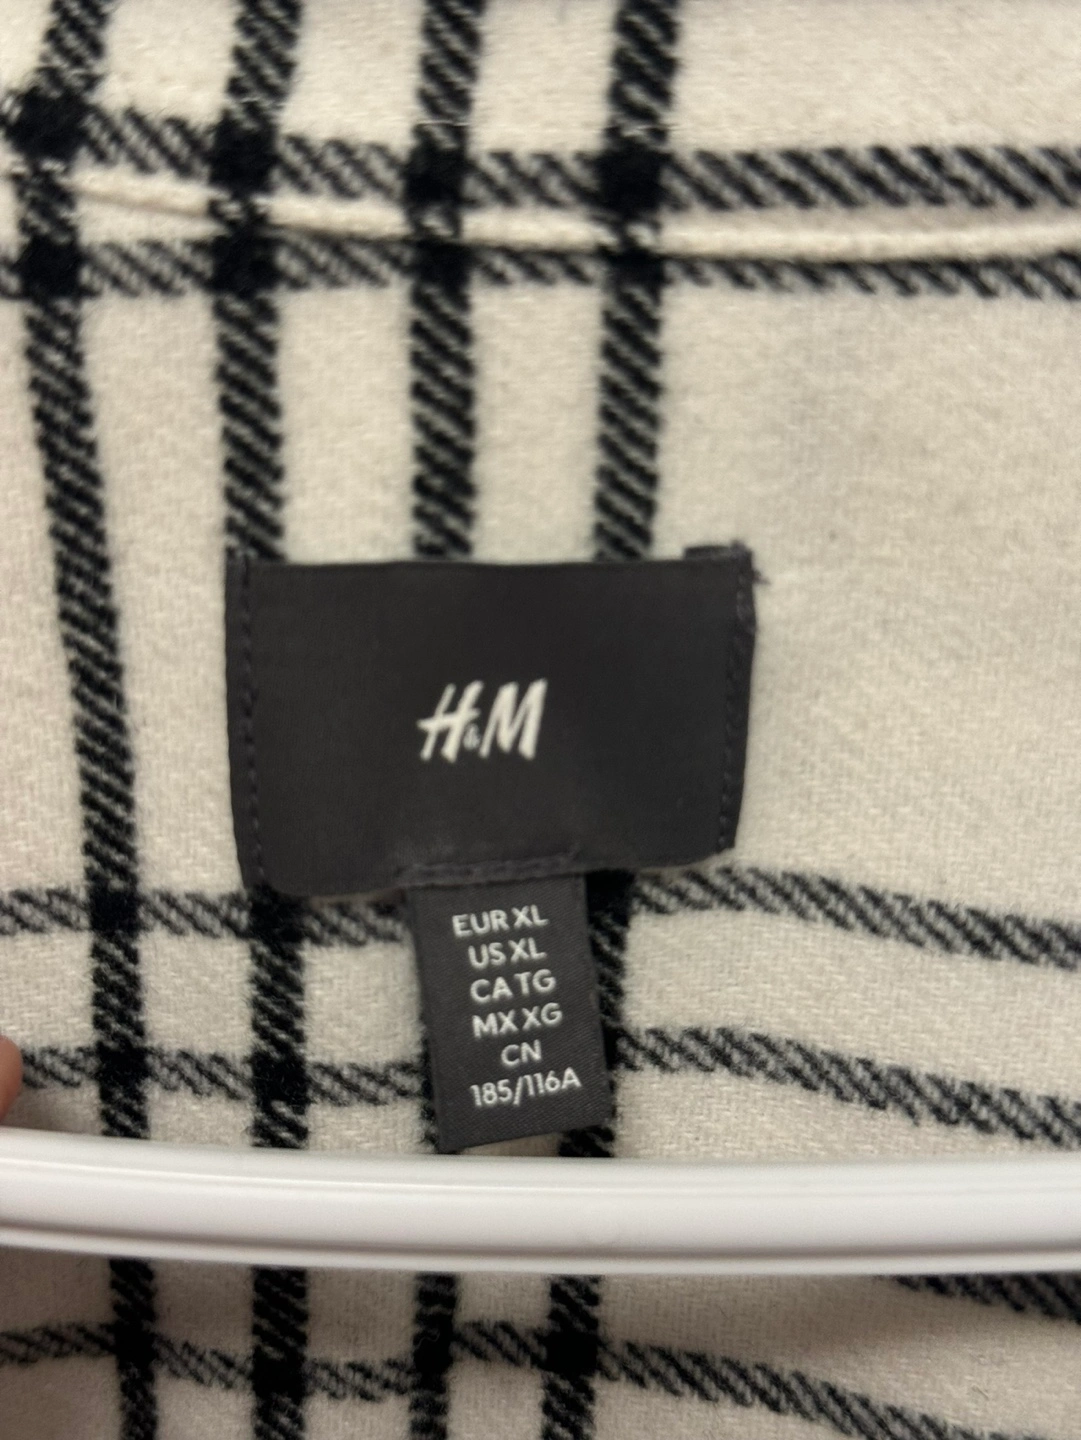 H&M
EUR XL
US XL
CA TG
MX XG
CN
185/116A